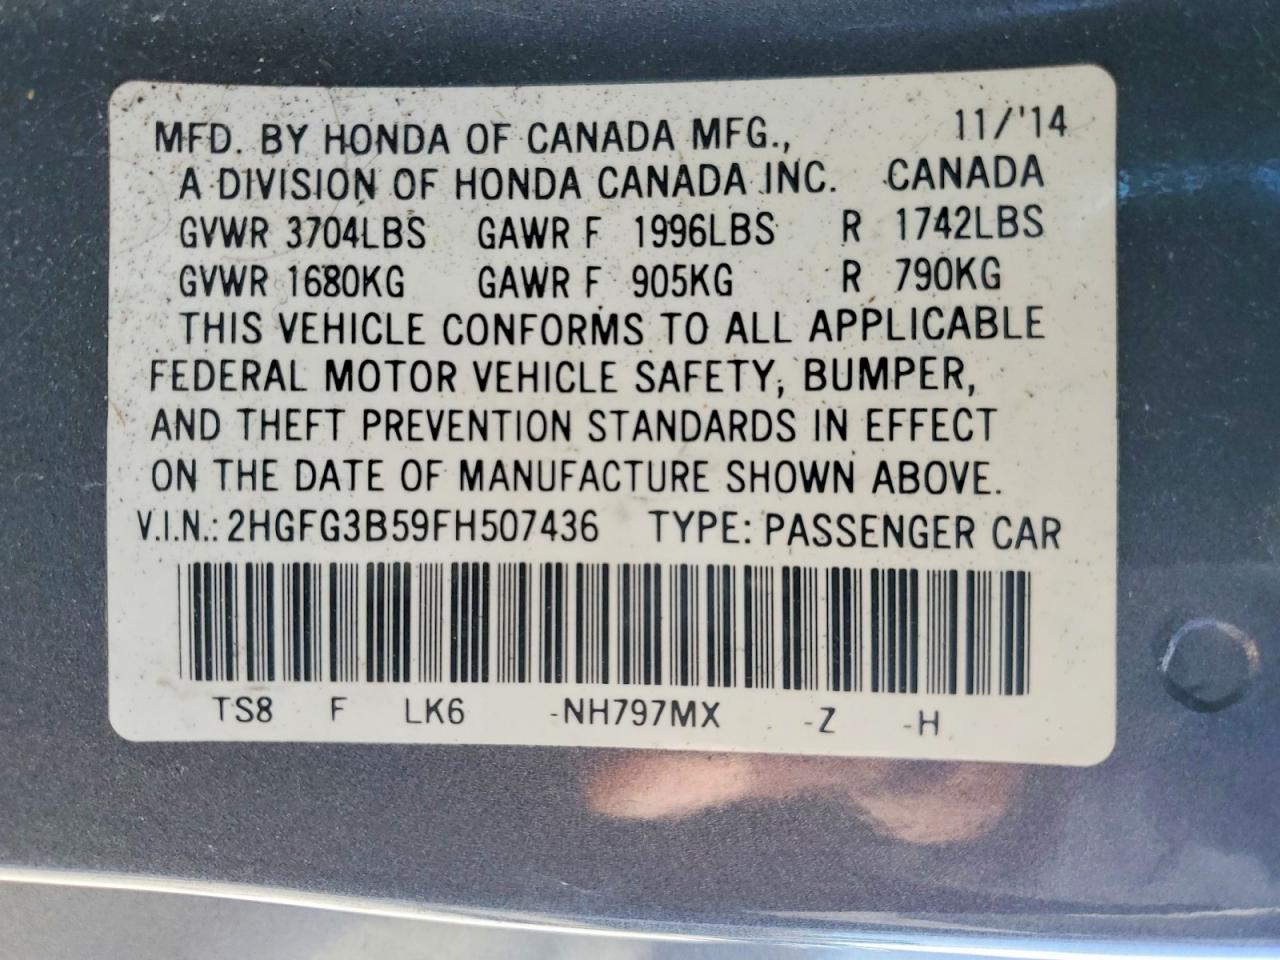 MFD. BY HONDA OF CANADA MFG., 11/'14
A DIVISION OF HONDA CANADA INC. CANADA
GVWR 3704LBS GAWR F 1996LBS R 1742LBS
GVWR 1680KG GAWR F 905KG R 790KG
THIS VEHICLE CONFORMS TO ALL APPLICABLE
FEDERAL MOTOR VEHICLE SAFETY, BUMPER,
AND THEFT PREVENTION STANDARDS IN EFFECT
ON THE DATE OF MANUFACTURE SHOWN ABOVE.
V.I.N.: 2HGFG3B59FH507436 TYPE: PASSENGER CAR
TS8 F LK6 -NH797MX -Z -H